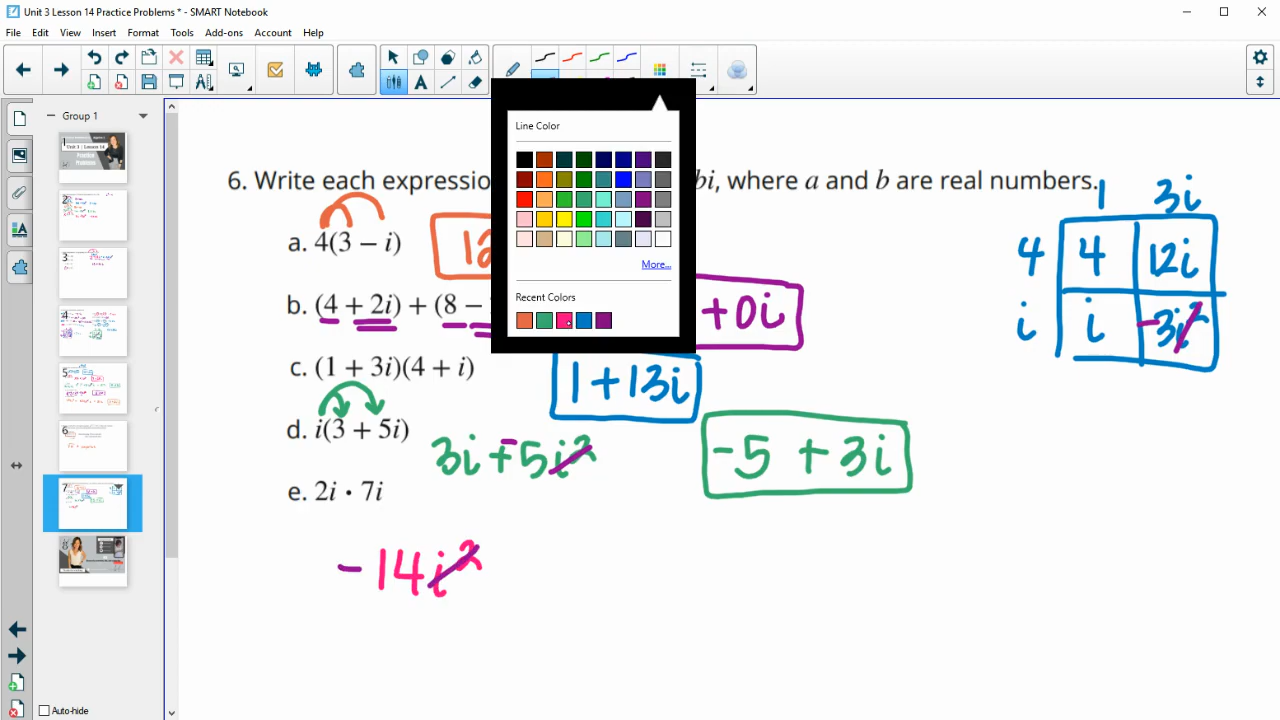 Unit 3 Lesson 14 Practice Problems * - SMART Notebook
File Edit View Insert Format Tools Add-ons Account Help
Group 1
Line Color
More...
Recent Colors
6. Write each expressio bi, where a and b are real numbers.
a. 4(3 − i) 12
b. (4 + 2i) + (8 − +0i
c. (1 + 3i)(4 + i) 1+13i
d. i(3 + 5i) 3i + 5i² -5 + 3i
e. 2i · 7i
-14i²
1 3i
4 4 12i
i i -3i²
Auto-hide